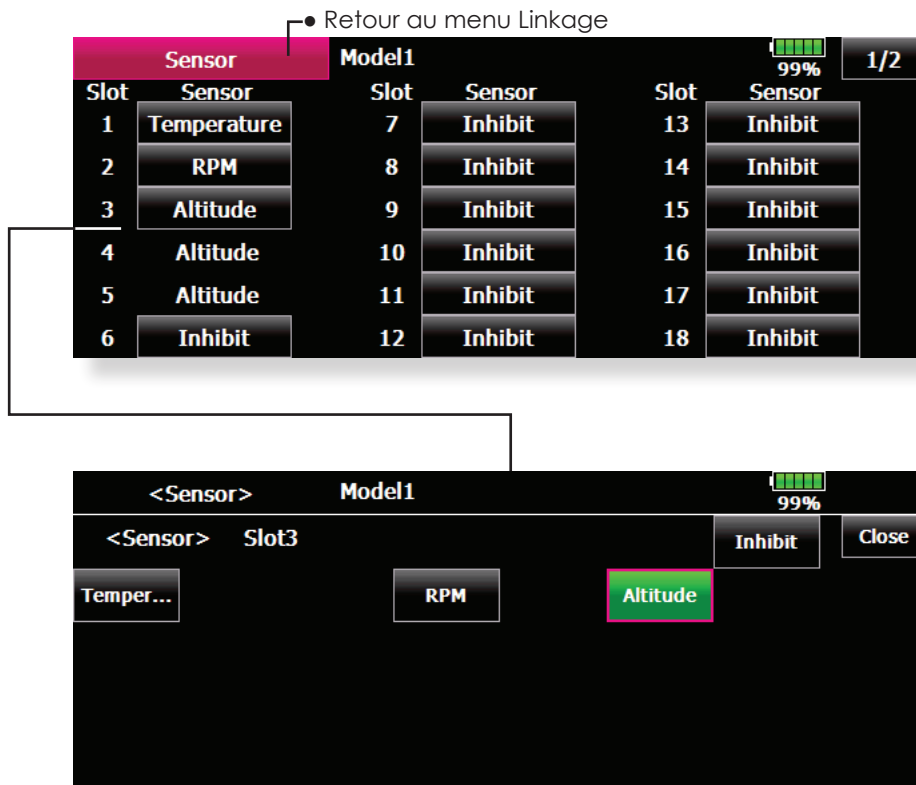 ● Retour au menu Linkage
Sensor Model1 99% 1/2
Slot Sensor Slot Sensor Slot Sensor
1 Temperature 7 Inhibit 13 Inhibit
2 RPM 8 Inhibit 14 Inhibit
3 Altitude 9 Inhibit 15 Inhibit
4 Altitude 10 Inhibit 16 Inhibit
5 Altitude 11 Inhibit 17 Inhibit
6 Inhibit 12 Inhibit 18 Inhibit
<Sensor> Model1 99%
<Sensor> Slot3 Inhibit Close
Temper... RPM Altitude